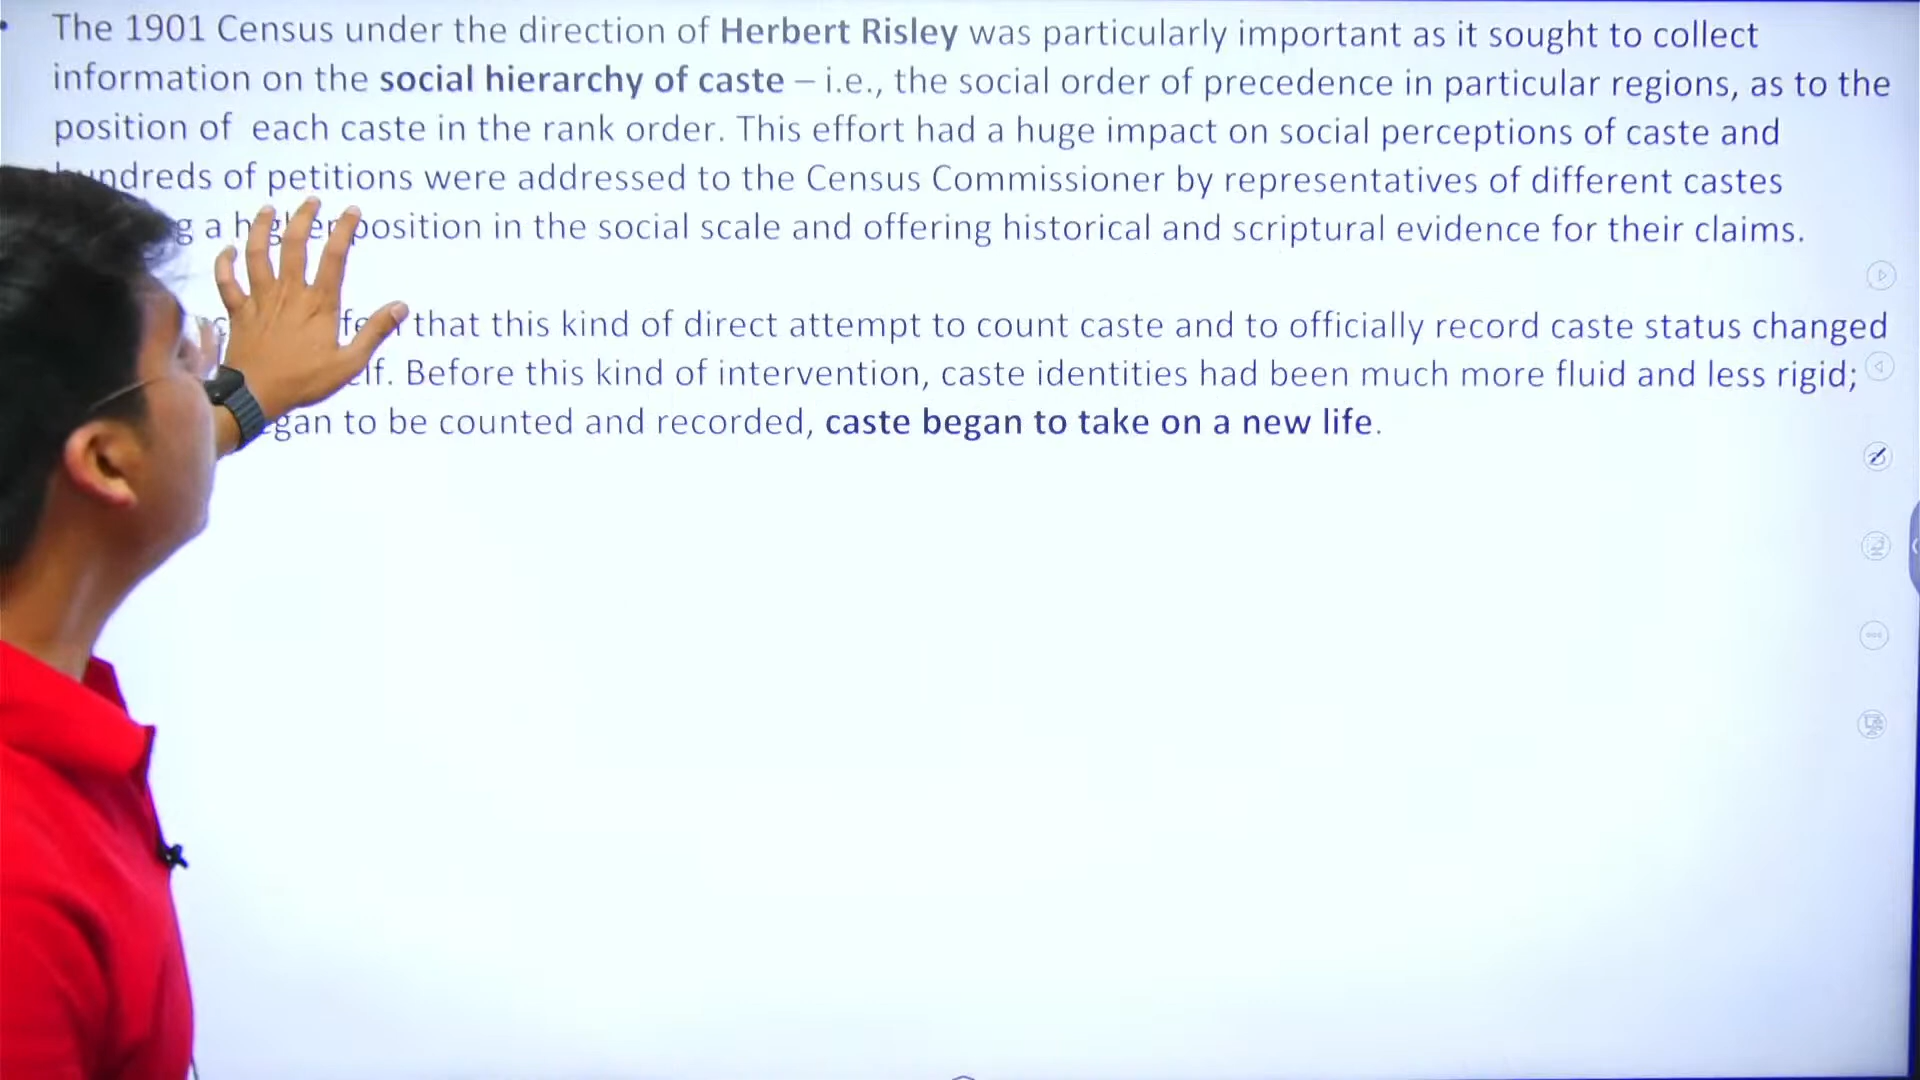 The 1901 Census under the direction of Herbert Risley was particularly important as it sought to collect
information on the social hierarchy of caste – i.e., the social order of precedence in particular regions, as to the
position of each caste in the rank order. This effort had a huge impact on social perceptions of caste and
hundreds of petitions were addressed to the Census Commissioner by representatives of different castes
a higher position in the social scale and offering historical and scriptural evidence for their claims.
that this kind of direct attempt to count caste and to officially record caste status changed
Before this kind of intervention, caste identities had been much more fluid and less rigid;
to be counted and recorded, caste began to take on a new life.